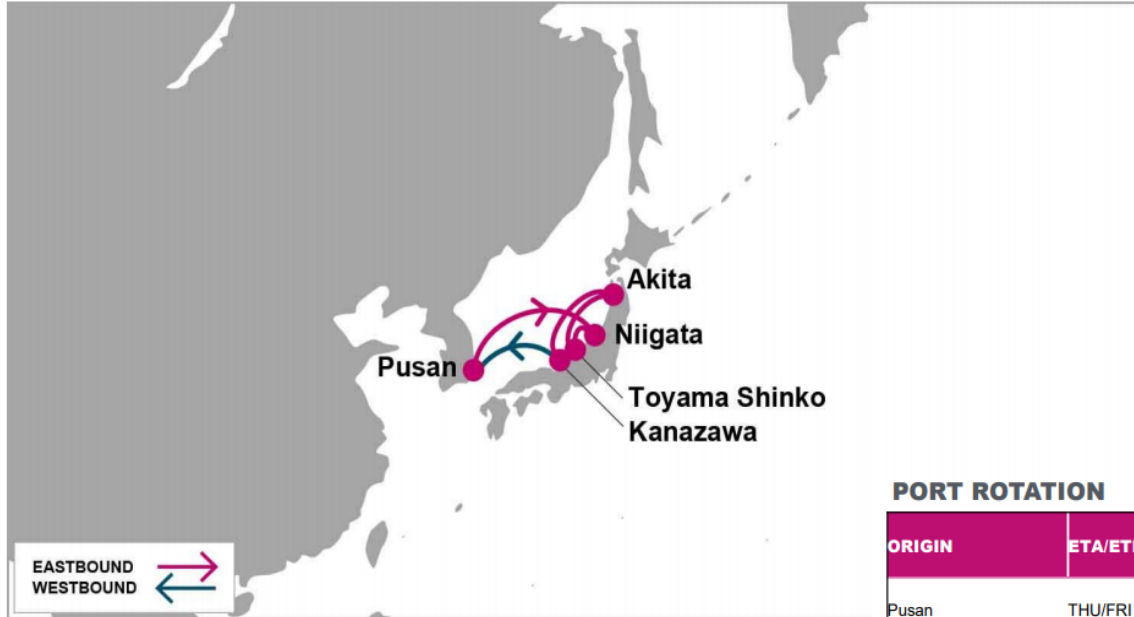 Akita
Niigata
Pusan
Toyama Shinko
Kanazawa
EASTBOUND
WESTBOUND
PORT ROTATION
ORIGIN
Pusan THU/FRI